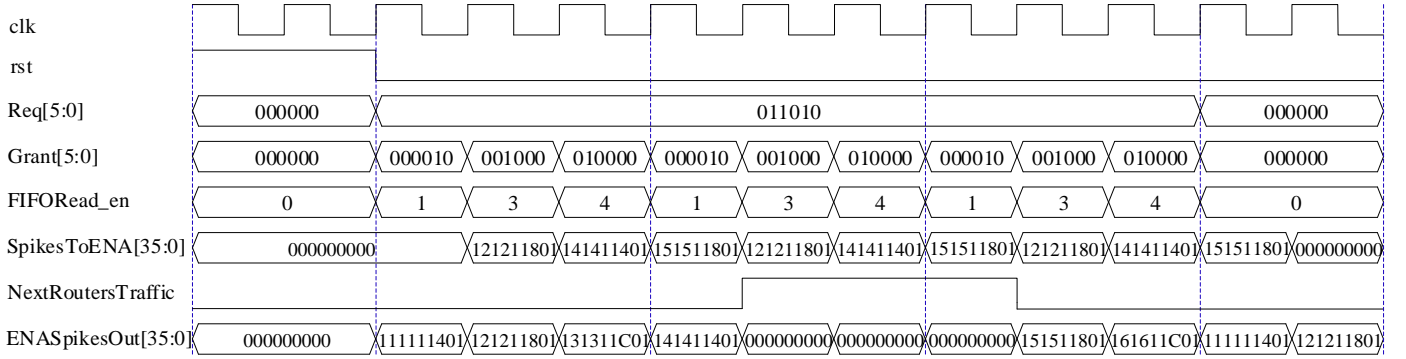 clk
rst
Req[5:0] 000000 011010 000000
Grant[5:0] 000000 000010 001000 010000 000010 001000 010000 000010 001000 010000 000000
FIFORead_en 0 1 3 4 1 3 4 1 3 4 0
SpikesToENA[35:0] 000000000 121211801 141411401 151511801 121211801 141411401 151511801 121211801 141411401 151511801 000000000
NextRoutersTraffic
ENASpikesOut[35:0] 000000000 111111401 121211801 131311C01 141411401 000000000 000000000 000000000 151511801 161611C01 111111401 121211801